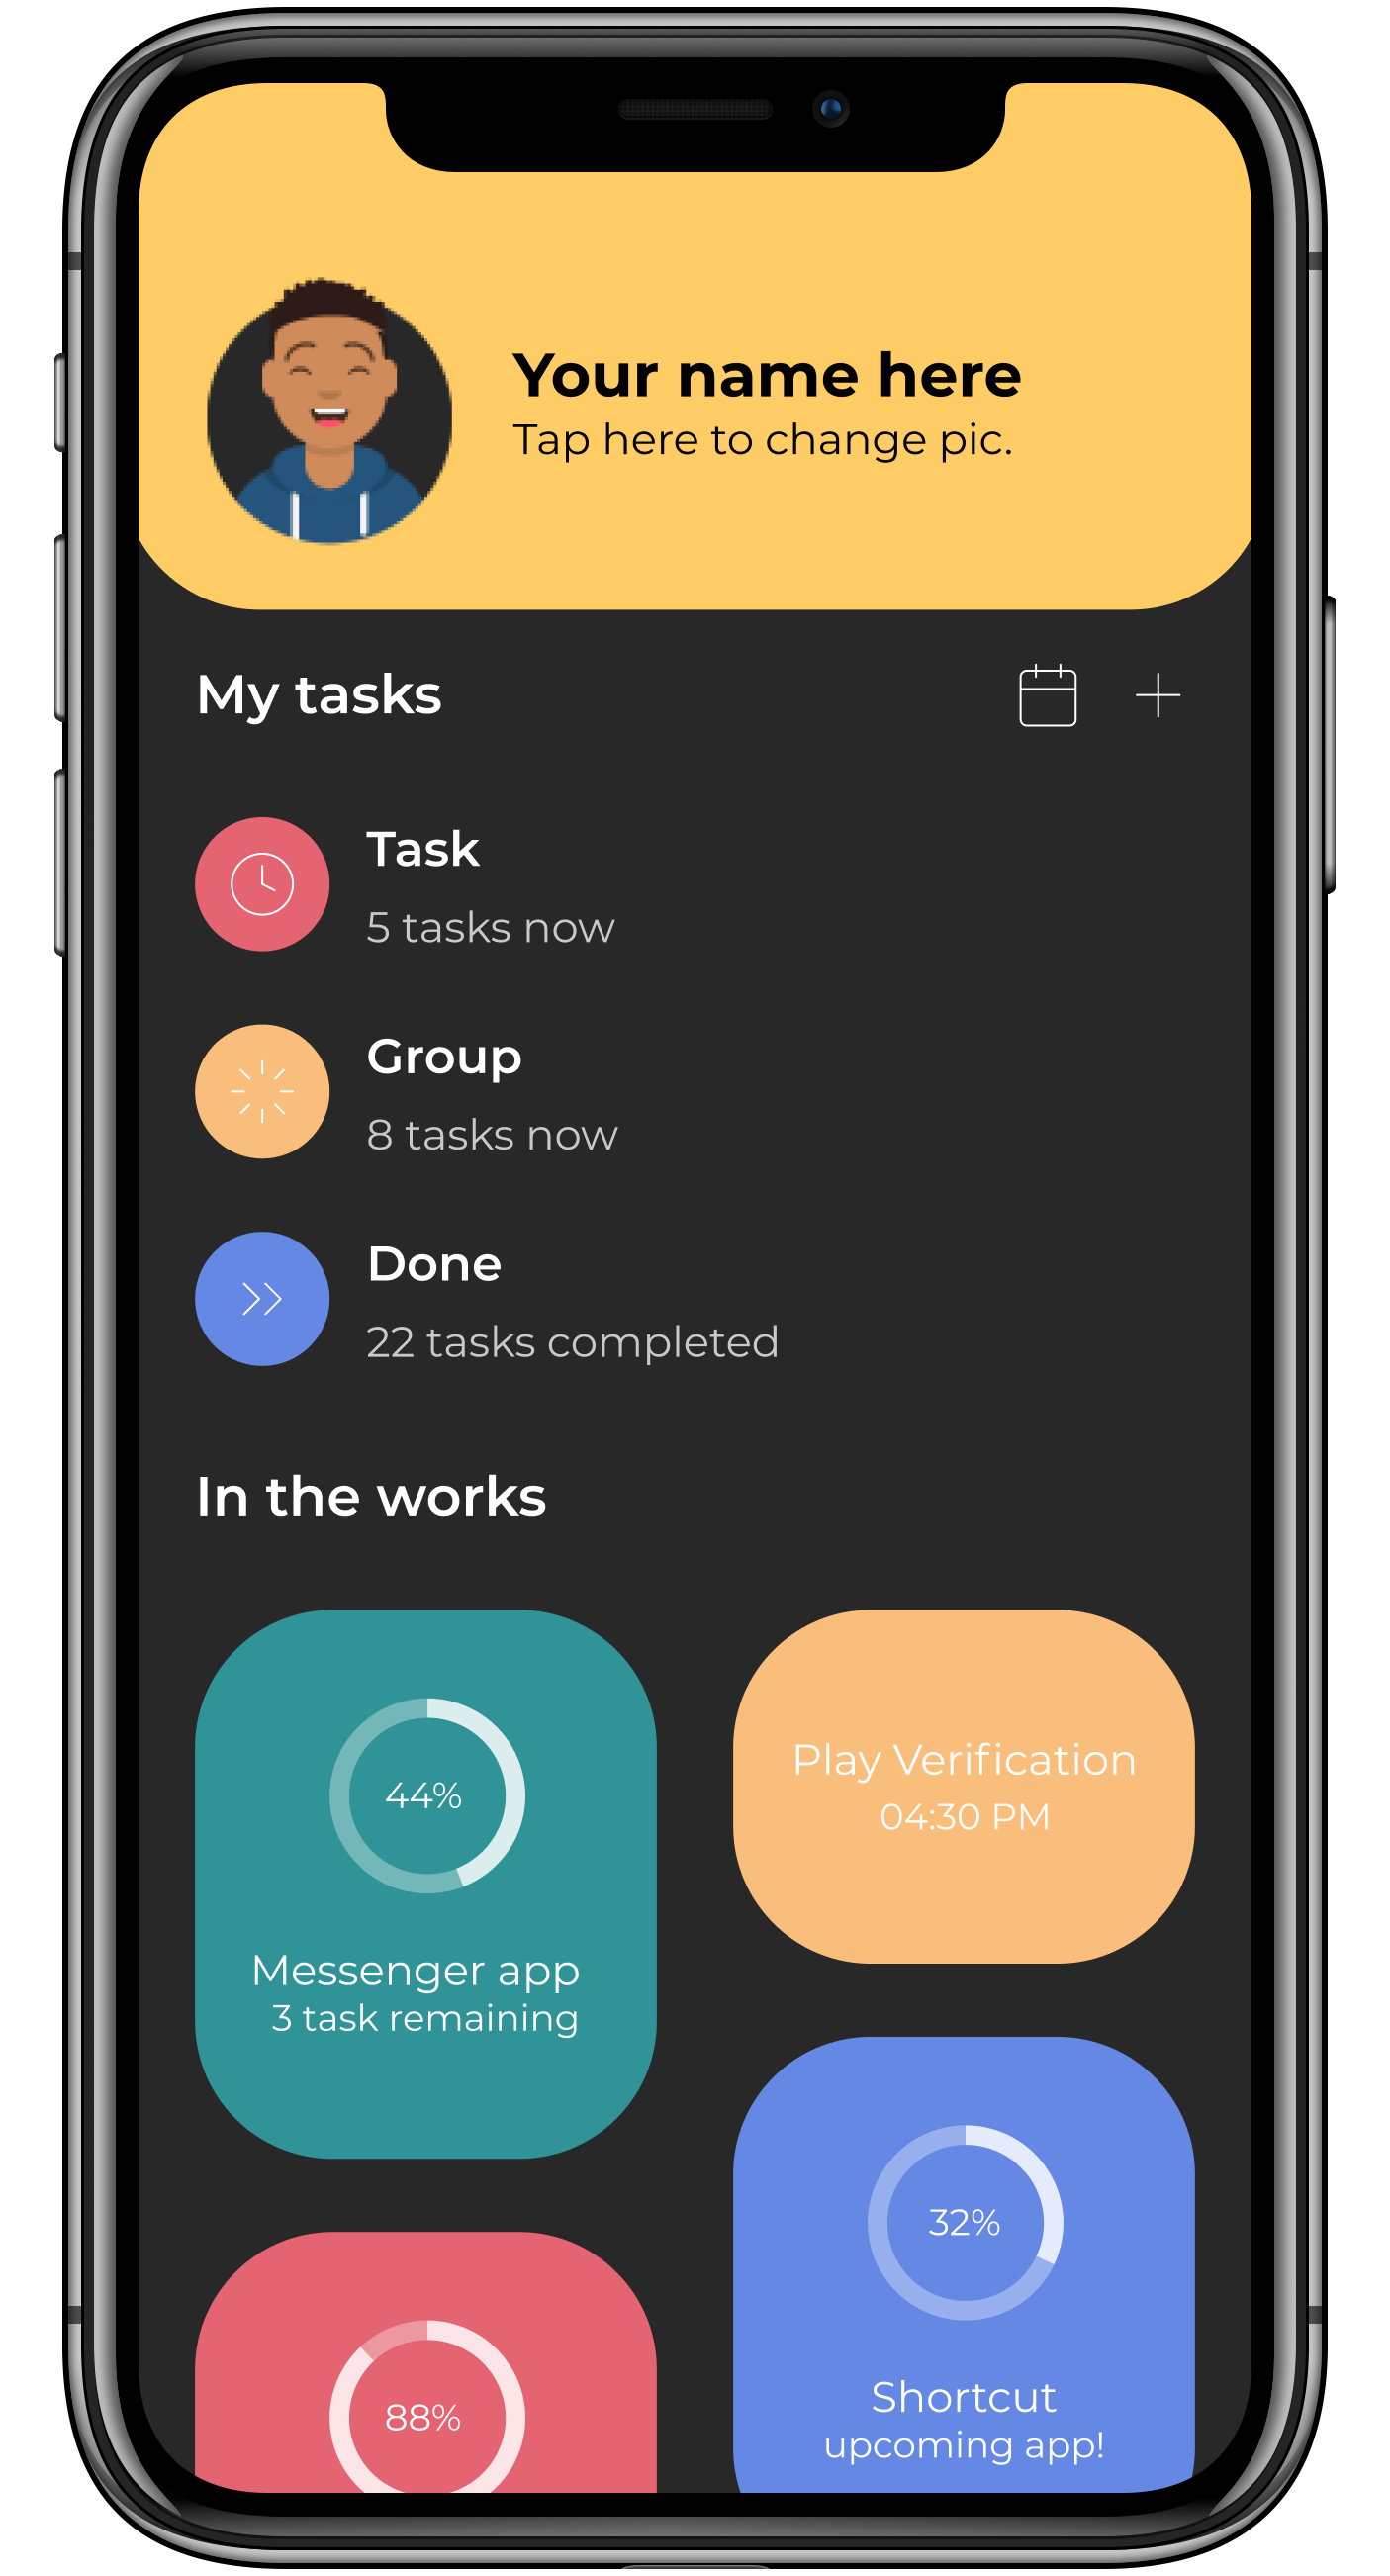 Your name here
Tap here to change pic.
My tasks
Task
5 tasks now
Group
8 tasks now
Done
22 tasks completed
In the works
44%
Messenger app
3 task remaining
Play Verification
04:30 PM
32%
Shortcut
upcoming app!
88%